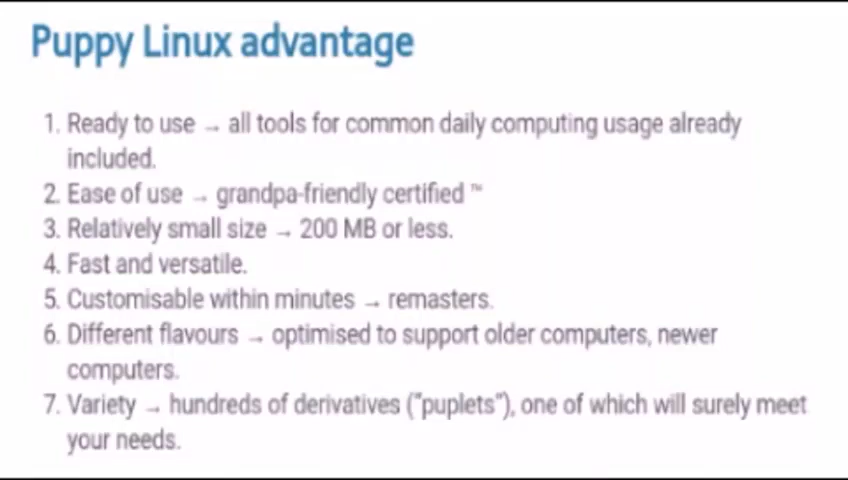 Puppy Linux advantage
1. Ready to use → all tools for common daily computing usage already
included.
2. Ease of use → grandpa-friendly certified ™
3. Relatively small size → 200 MB or less.
4. Fast and versatile.
5. Customisable within minutes → remasters.
6. Different flavours → optimised to support older computers, newer
computers.
7. Variety → hundreds of derivatives ("puplets"), one of which will surely meet
your needs.